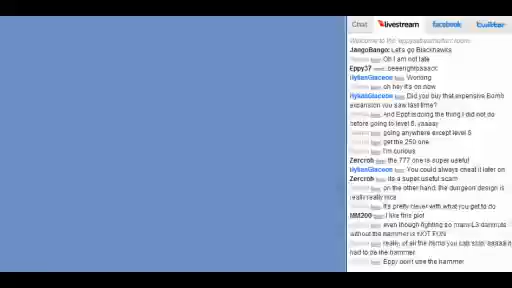 Chat livestream facebook twitter
Welcome to the
JangoBango: Let's go Blackhawks
Oh I am not late
Eppy37
HylianGlaceon Worning
oh hey it's on now
HylianGlaceon Did you buy that expensive Bomb
expansion you saw last time?
And Eppt is doing the thing I did not do
before going to level 8, yaaaay
going anywhere except level 8
get the 250 one
I'm curious
Zercrob the 777 one is super useful!
HylianGlaceon You could always cheat it later on
Zercrob its a super useful scam
on the other hand, the dungeon design is
really really nice
it's pretty clever with what you get to do
MM200 I like this plot
even though fighting so many L3 darknuts
without the hammer is NOT FUN
really, of all the items you can
had to be the hammer
Eppy don't use the hammer